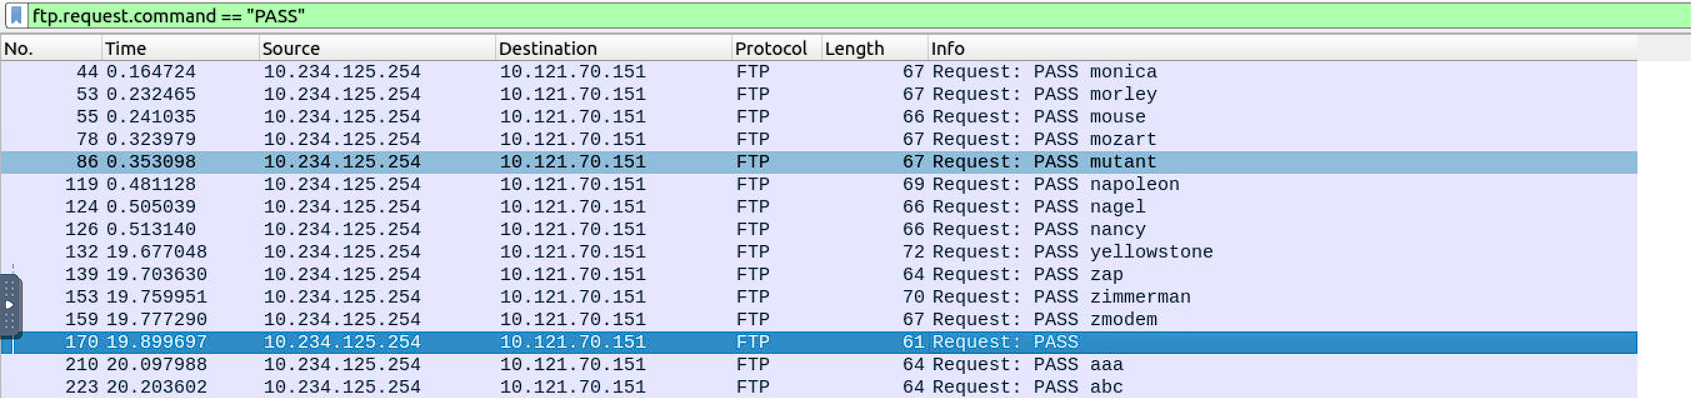 ftp.request.command == "PASS"
No. Time Source Destination Protocol Length Info
44 0.164724 10.234.125.254 10.121.70.151 FTP 67 Request: PASS monica
53 0.232465 10.234.125.254 10.121.70.151 FTP 67 Request: PASS morley
55 0.241035 10.234.125.254 10.121.70.151 FTP 66 Request: PASS mouse
78 0.323979 10.234.125.254 10.121.70.151 FTP 67 Request: PASS mozart
86 0.353098 10.234.125.254 10.121.70.151 FTP 67 Request: PASS mutant
119 0.481128 10.234.125.254 10.121.70.151 FTP 69 Request: PASS napoleon
124 0.505039 10.234.125.254 10.121.70.151 FTP 66 Request: PASS nagel
126 0.513140 10.234.125.254 10.121.70.151 FTP 66 Request: PASS nancy
132 19.677048 10.234.125.254 10.121.70.151 FTP 72 Request: PASS yellowstone
139 19.703630 10.234.125.254 10.121.70.151 FTP 64 Request: PASS zap
153 19.759951 10.234.125.254 10.121.70.151 FTP 70 Request: PASS zimmerman
159 19.777290 10.234.125.254 10.121.70.151 FTP 67 Request: PASS zmodem
170 19.899697 10.234.125.254 10.121.70.151 FTP 61 Request: PASS
210 20.097988 10.234.125.254 10.121.70.151 FTP 64 Request: PASS aaa
223 20.203602 10.234.125.254 10.121.70.151 FTP 64 Request: PASS abc